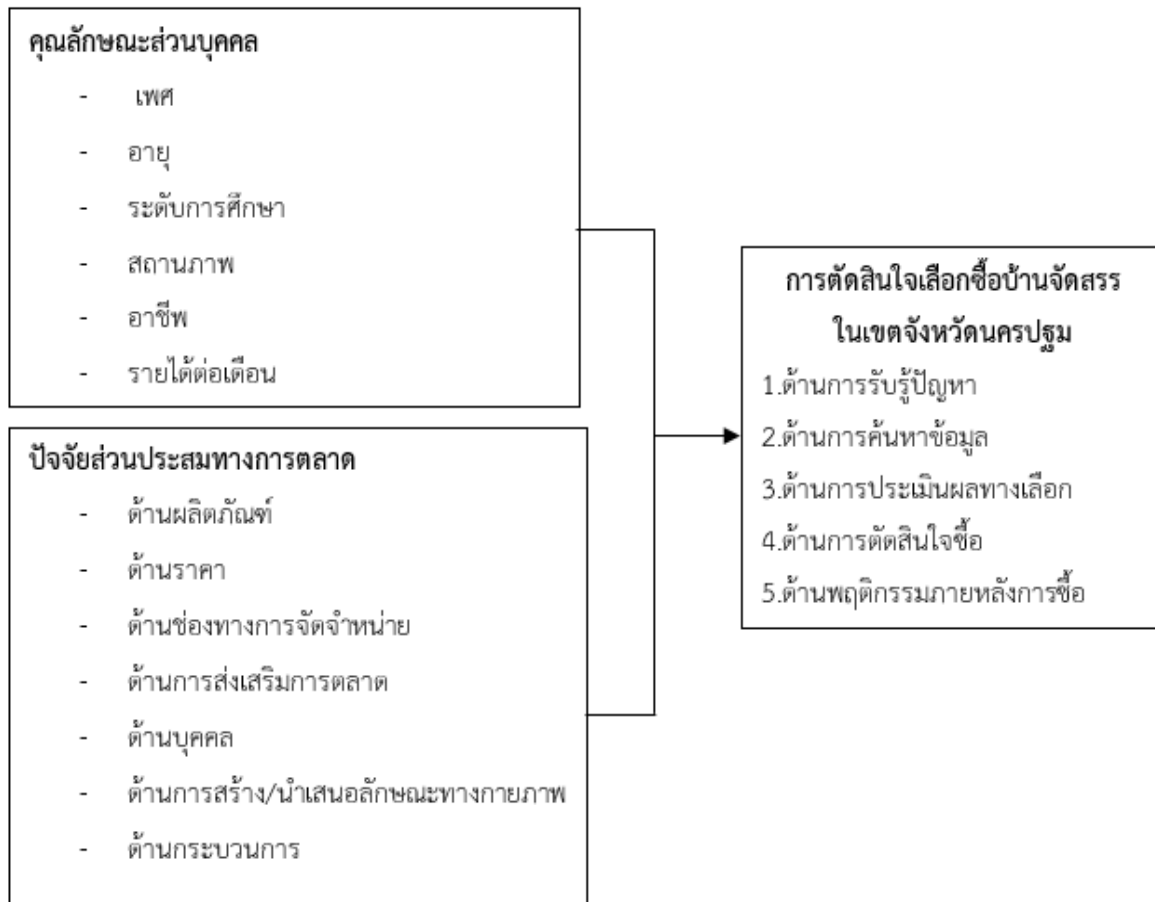 คุณลักษณะส่วนบุคคล
- เพศ
- อายุ
- ระดับการศึกษา
- สถานภาพ
- อาชีพ
- รายได้ต่อเดือน
ปัจจัยส่วนประสมทางการตลาด
- ด้านผลิตภัณฑ์
- ด้านราคา
- ด้านช่องทางการจัดจำหน่าย
- ด้านการส่งเสริมการตลาด
- ด้านบุคคล
- ด้านการสร้าง/นำเสนอลักษณะทางกายภาพ
- ด้านกระบวนการ
การตัดสินใจเลือกซื้อบ้านจัดสรร
ในเขตจังหวัดนครปฐม
1.ด้านการรับรู้ปัญหา
2.ด้านการค้นหาข้อมูล
3.ด้านการประเมินผลทางเลือก
4.ด้านการตัดสินใจซื้อ
5.ด้านพฤติกรรมภายหลังการซื้อ